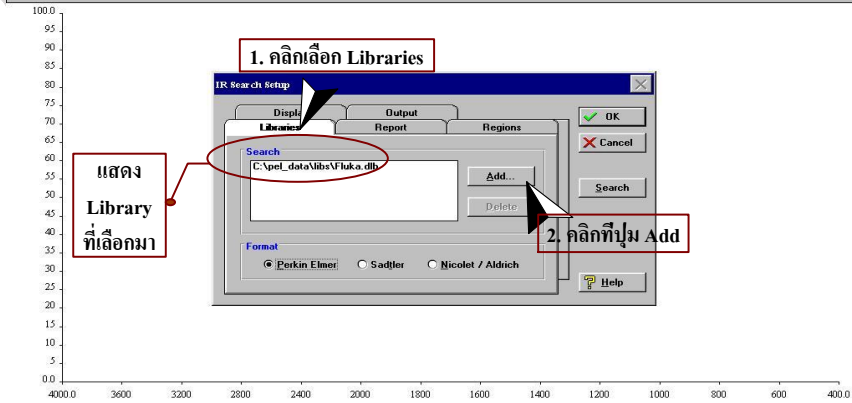 100.0
95
90
85
80
75
70
65
60
55
50
45
40
35
30
25
20
15
10
5
0.0
4000.0 3600 3200 2800 2400 2000 1800 1600 1400 1200 1000 800 600 400.0
1. คลิกเลือก Libraries
IR Search Setup
Display Output
Libraries Report Regions
Search
C:\pel_data\libs\Fluka.dlb
Add...
Delete
Format
Perkin Elmer Sadtler Nicolet / Aldrich
OK
Cancel
Search
Help
แสดง
Library
ที่เลือกมา
2. คลิกที่ปุ่ม Add